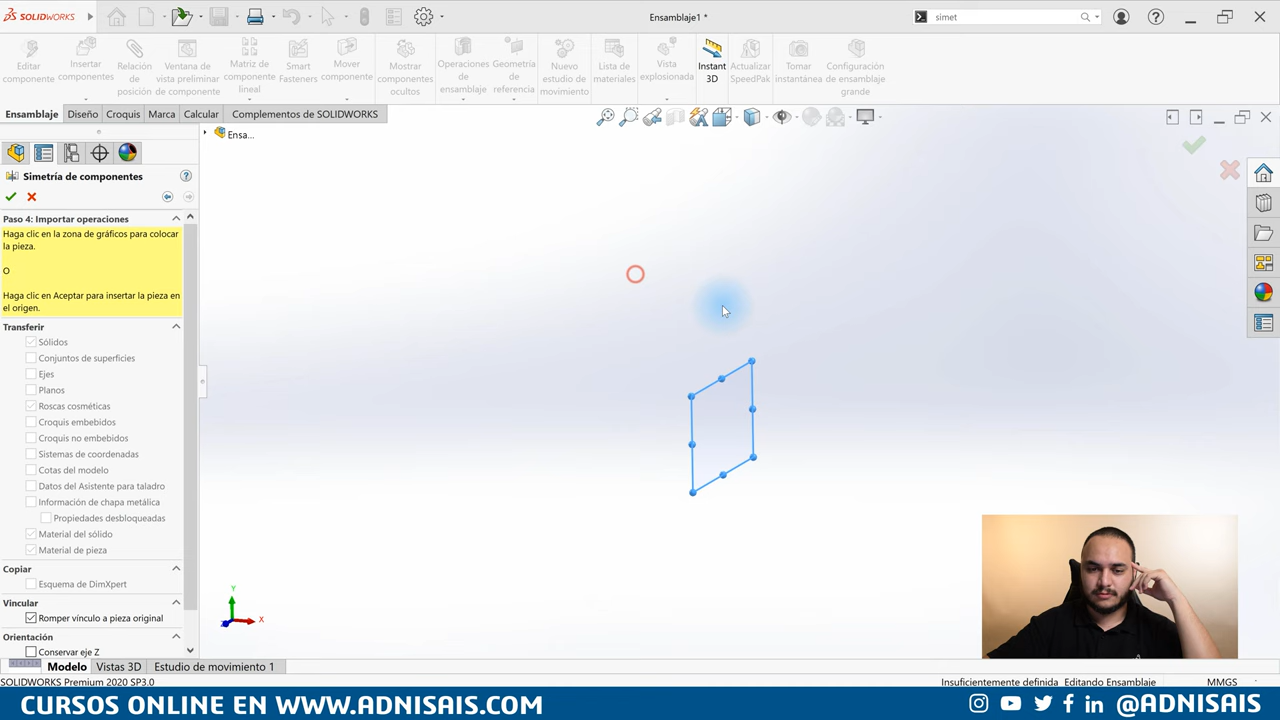 SOLIDWORKS
Ensamblaje1 *
simet
Editar componente
Insertar componentes
Relación de posición
Ventana de vista preliminar de componente
Matriz de componente lineal
Smart Fasteners
Mover componente
Mostrar componentes ocultos
Operaciones de ensamblaje
Geometría de referencia
Nuevo estudio de movimiento
Lista de materiales
Vista explosionada
Instant 3D
Actualizar SpeedPak
Tomar instantánea
Configuración de ensamblaje grande
Ensamblaje
Diseño
Croquis
Marca
Calcular
Complementos de SOLIDWORKS
Ensa...
Simetría de componentes
Paso 4: Importar operaciones
Haga clic en la zona de gráficos para colocar
la pieza.
O
Haga clic en Aceptar para insertar la pieza en
el origen.
Transferir
Sólidos
Conjuntos de superficies
Ejes
Planos
Roscas cosméticas
Croquis embebidos
Croquis no embebidos
Sistemas de coordenadas
Cotas del modelo
Datos del Asistente para taladro
Información de chapa metálica
Propiedades desbloqueadas
Material del sólido
Material de pieza
Copiar
Esquema de DimXpert
Vincular
Romper vínculo a pieza original
Orientación
Conservar eje Z
Y
X
Z
Modelo
Vistas 3D
Estudio de movimiento 1
SOLIDWORKS Premium 2020 SP3.0
Insuficientemente definida
Editando Ensamblaje
MMGS
CURSOS ONLINE EN WWW.ADNISAIS.COM
@ADNISAIS